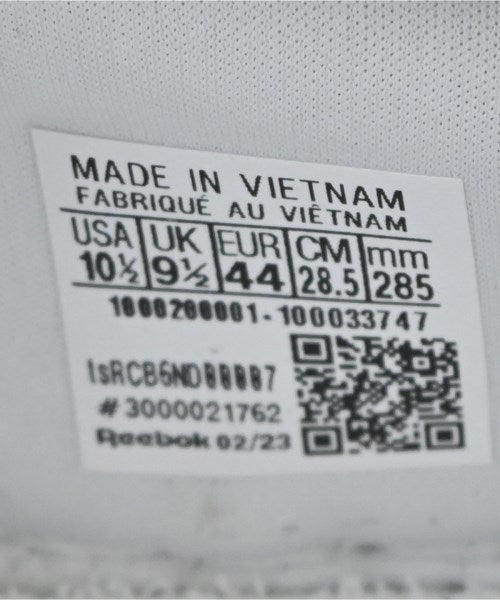 MADE IN VIETNAM
FABRIQUÉ AU VIÊTNAM
USA UK EUR CM mm
10½ 9½ 44 28.5 285
1000200001-100033747
#3000021762
Reebok 02/23